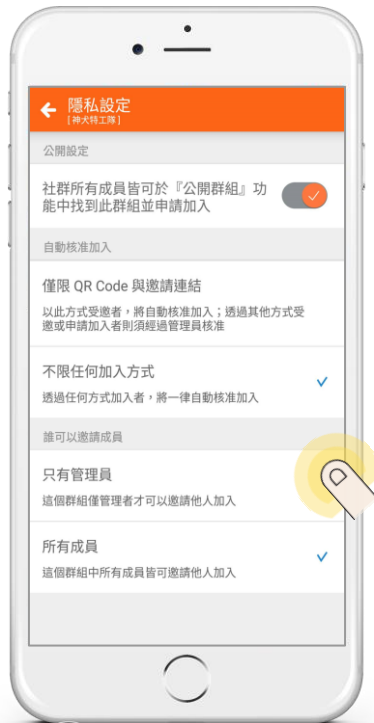 隱私設定
[ 神犬特工隊 ]
公開設定
社群所有成員皆可於『公開群組』功
能中找到此群組並申請加入
自動核准加入
僅限 QR Code 與邀請連結
以此方式受邀者，將自動核准加入；透過其他方式受
邀或申請加入者則須經過管理員核准
不限任何加入方式
透過任何方式加入者，將一律自動核准加入
誰可以邀請成員
只有管理員
這個群組僅管理者才可以邀請他人加入
所有成員
這個群組中所有成員皆可邀請他人加入